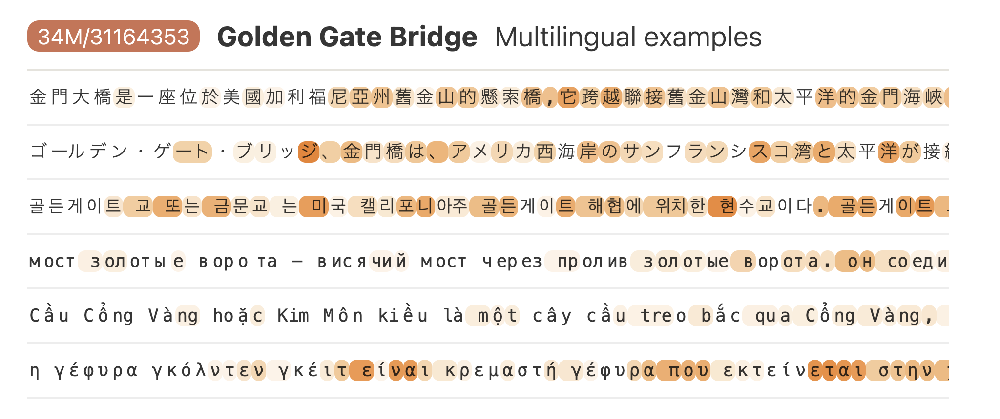 34M/31164353 Golden Gate Bridge Multilingual examples
金門大橋是一座位於美國加利福尼亞州舊金山的懸索橋,它跨越聯接舊金山灣和太平洋的金門海峽
ゴールデン・ゲート・ブリッジ、金門橋は、アメリカ西海岸のサンフランシスコ湾と太平洋が接
골든게이트 교 또는 금문교 는 미국 캘리포니아주 골든게이트 해협에 위치한 현수교이다. 골든게이트
мост золотые ворота — висячий мост через пролив золотые ворота. он соеди
Cầu Cổng Vàng hoặc Kim Môn kiều là một cây cầu treo bắc qua Cổng Vàng,
η γέφυρα γκόλντεν γκέιτ είναι κρεμαστή γέφυρα που εκτείνεται στην